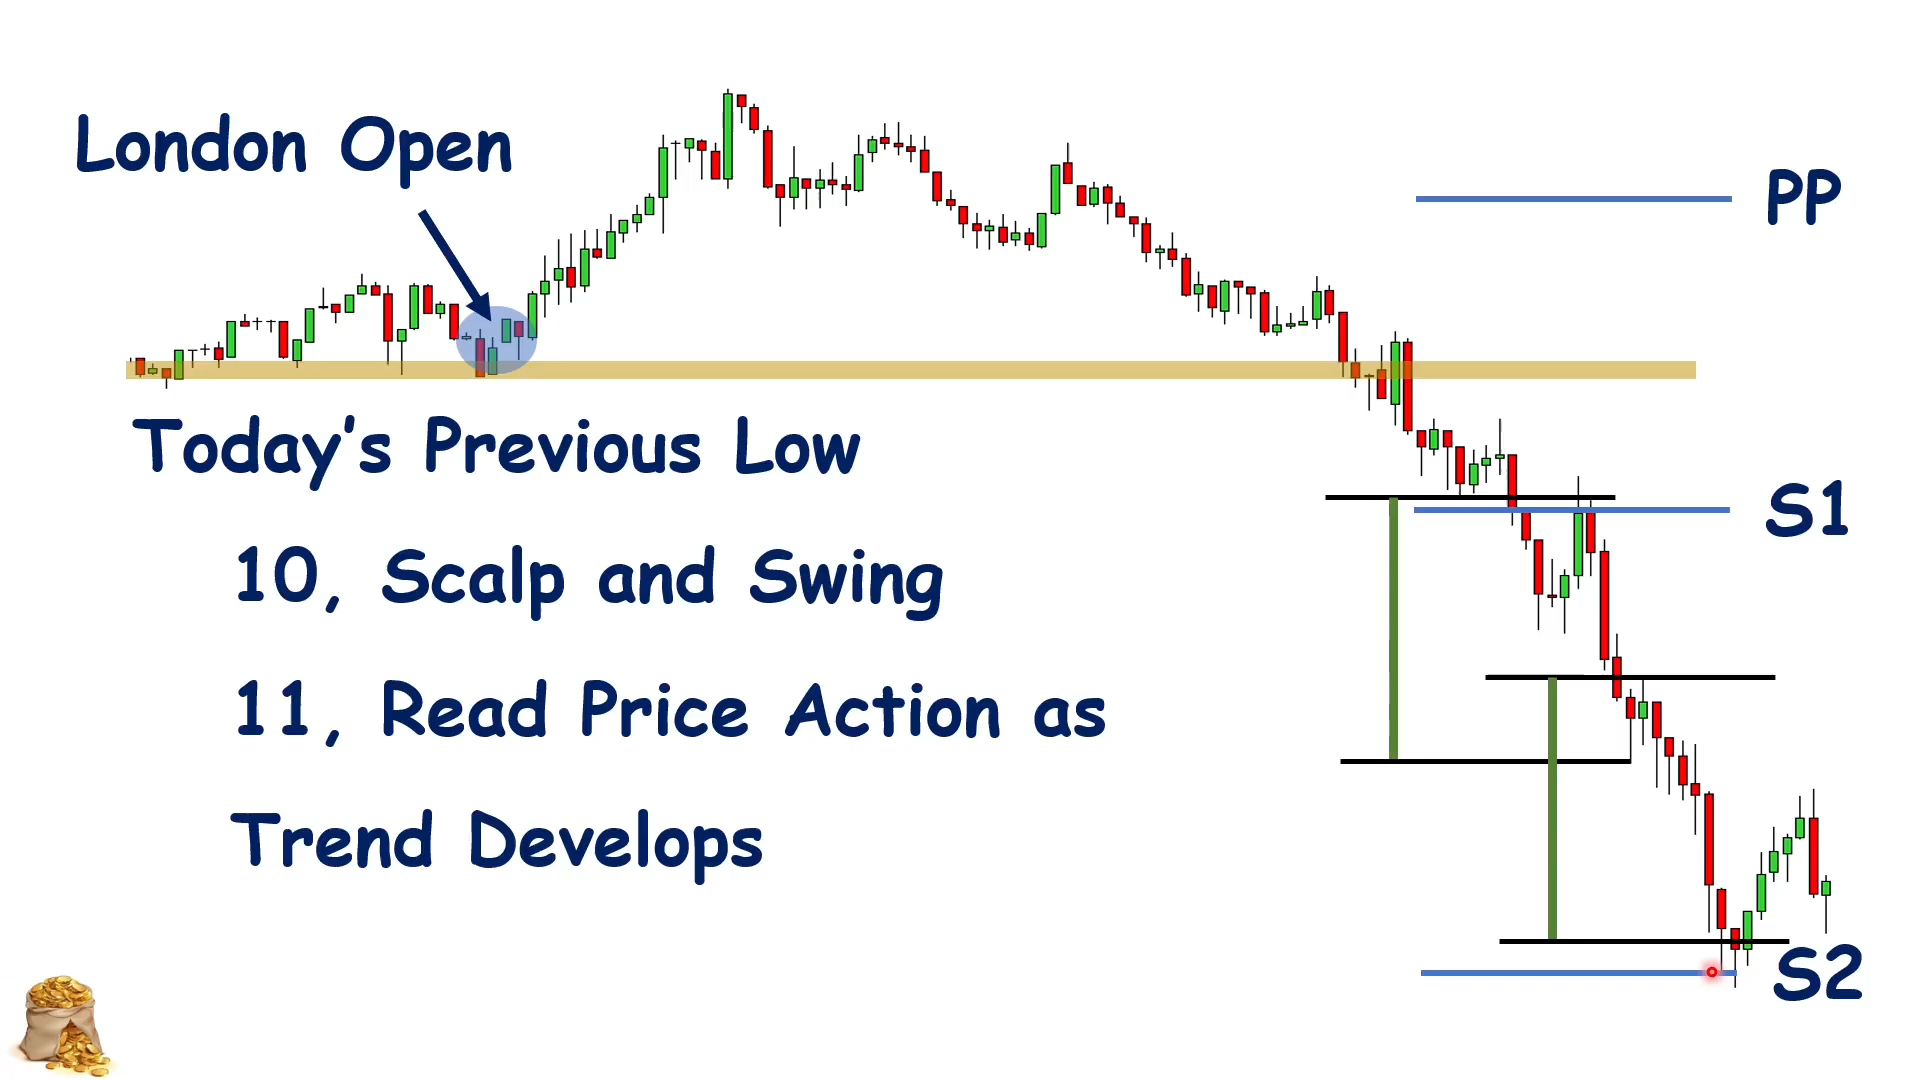 London Open
PP
Today's Previous Low
S1
10, Scalp and Swing
11, Read Price Action as
Trend Develops
S2